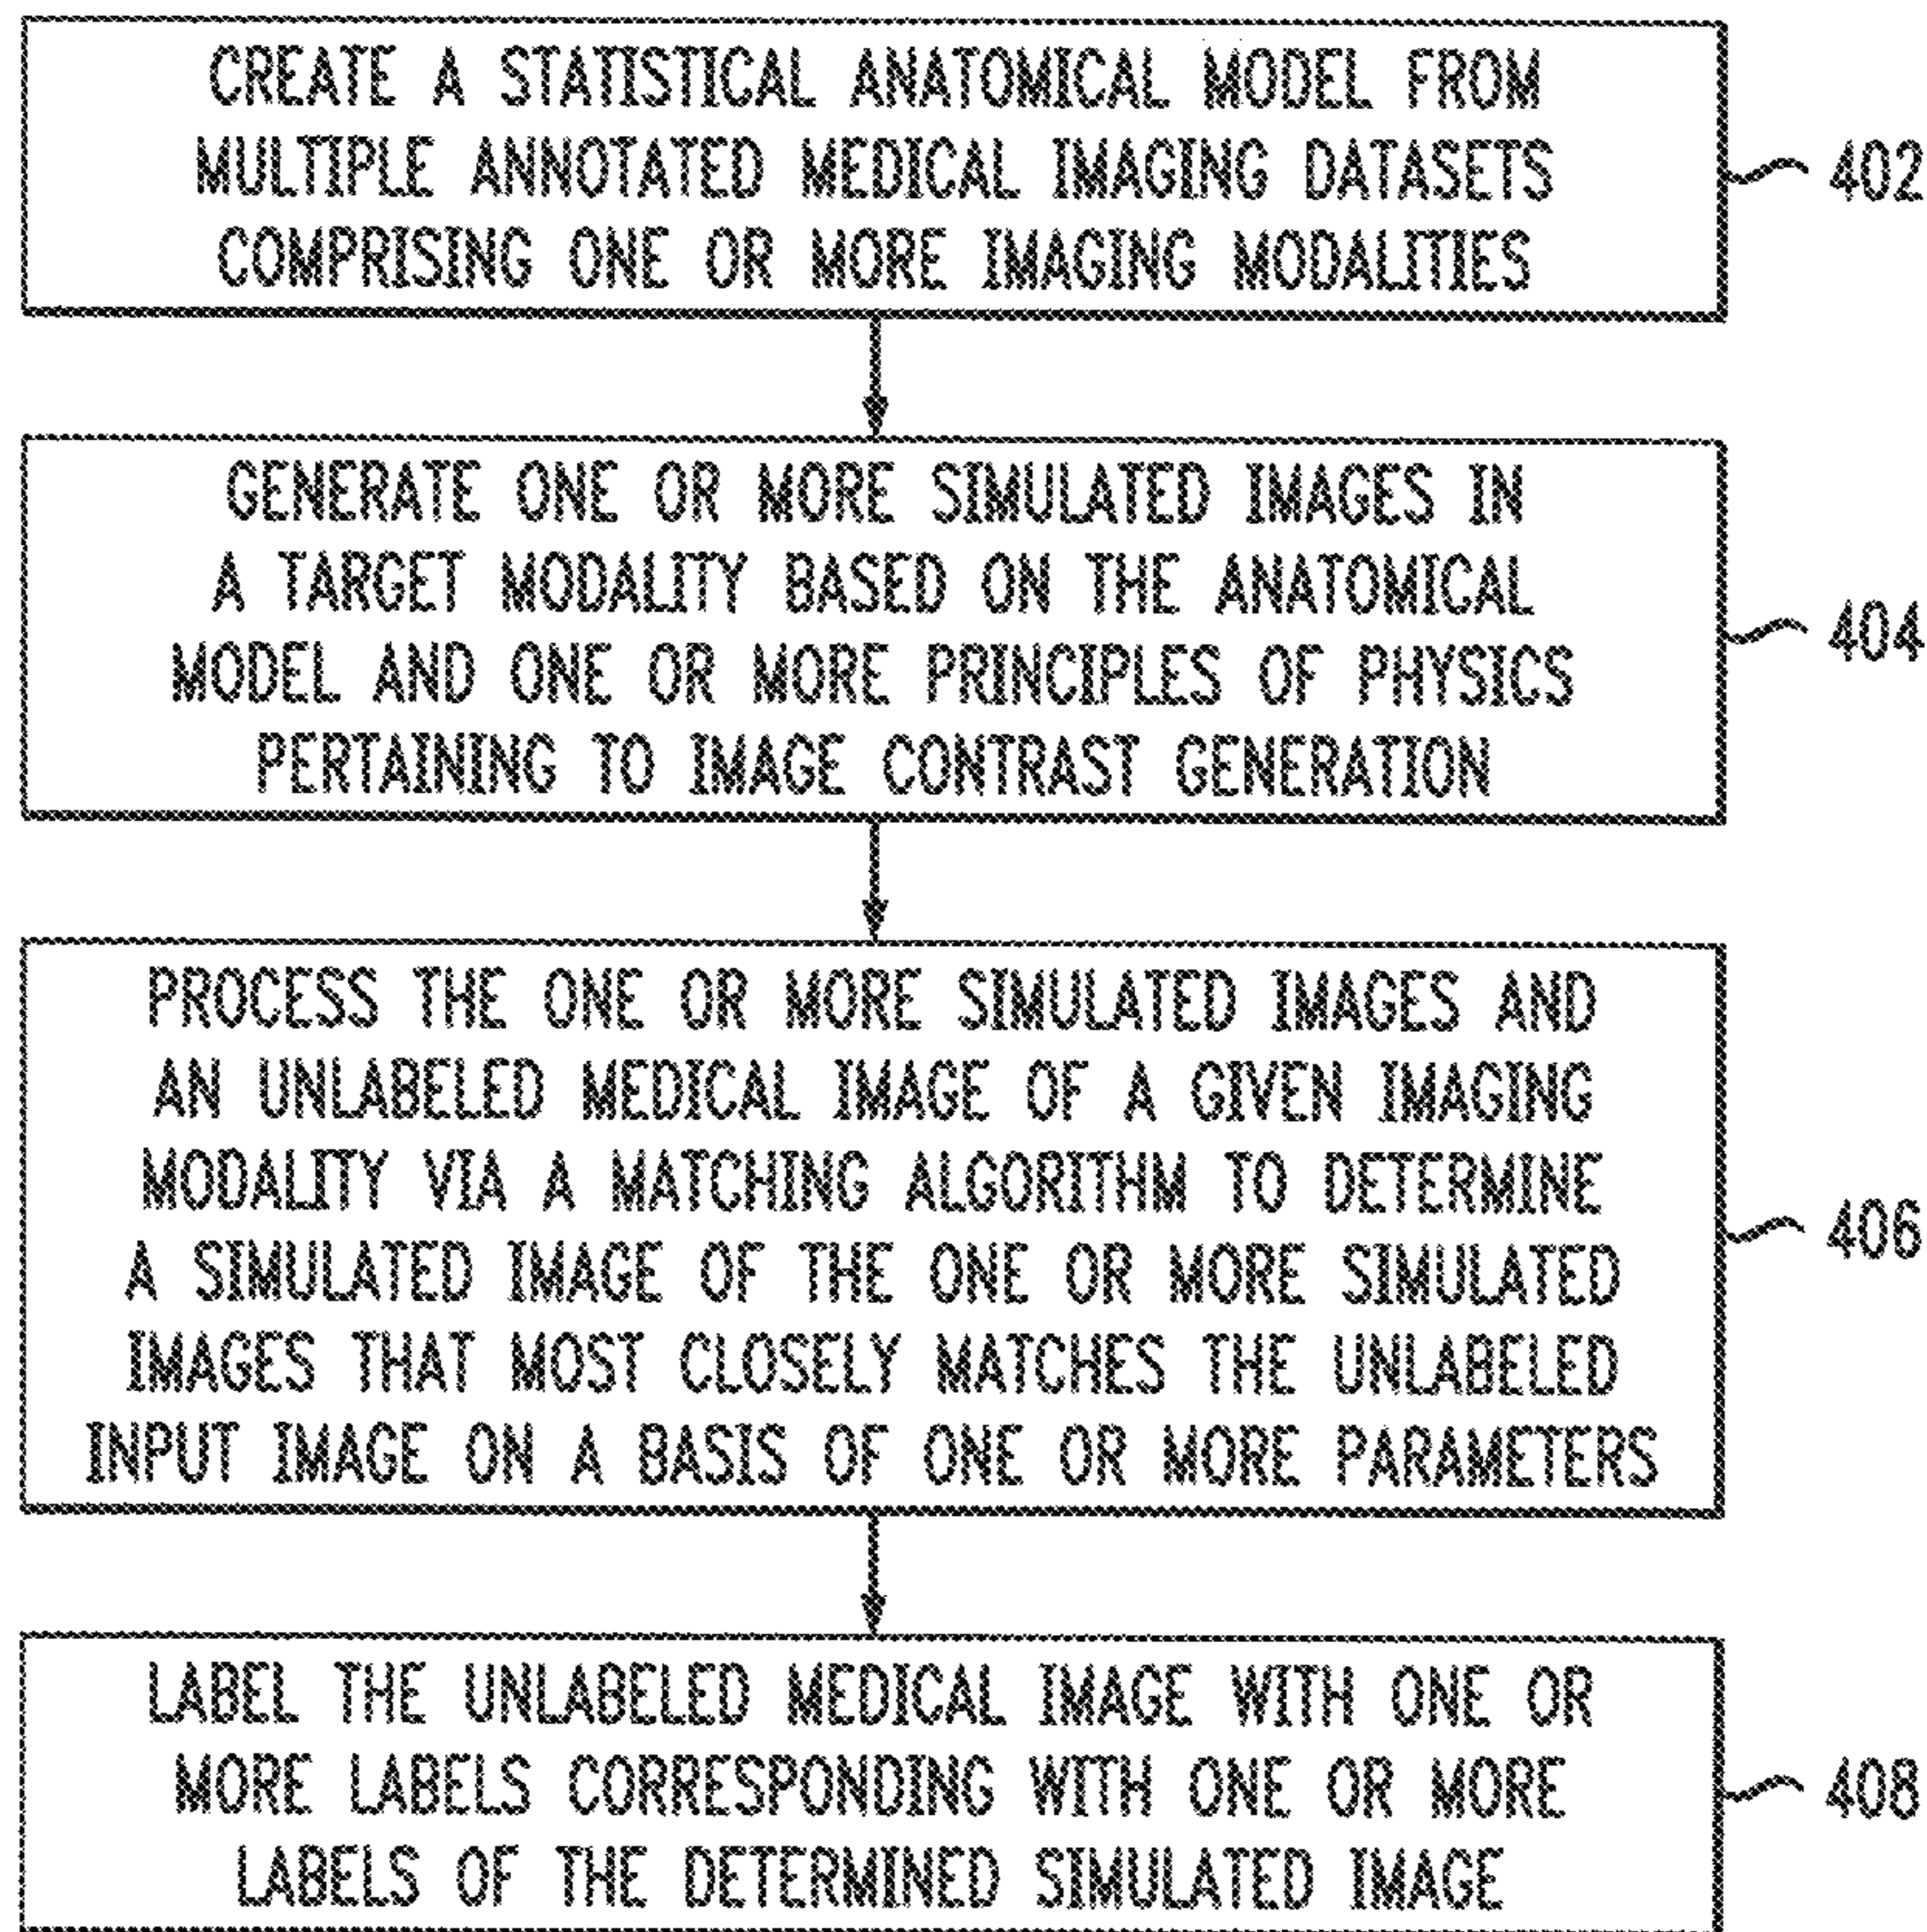 CREATE A STATISTICAL ANATOMICAL MODEL FROM
MULTIPLE ANNOTATED MEDICAL IMAGING DATASETS
COMPRISING ONE OR MORE IMAGING MODALITIES
402
GENERATE ONE OR MORE SIMULATED IMAGES IN
A TARGET MODALITY BASED ON THE ANATOMICAL
MODEL AND ONE OR MORE PRINCIPLES OF PHYSICS
PERTAINING TO IMAGE CONTRAST GENERATION
404
PROCESS THE ONE OR MORE SIMULATED IMAGES AND
AN UNLABELED MEDICAL IMAGE OF A GIVEN IMAGING
MODALITY VIA A MATCHING ALGORITHM TO DETERMINE
A SIMULATED IMAGE OF THE ONE OR MORE SIMULATED
IMAGES THAT MOST CLOSELY MATCHES THE UNLABELED
INPUT IMAGE ON A BASIS OF ONE OR MORE PARAMETERS
406
LABEL THE UNLABELED MEDICAL IMAGE WITH ONE OR
MORE LABELS CORRESPONDING WITH ONE OR MORE
LABELS OF THE DETERMINED SIMULATED IMAGE
408